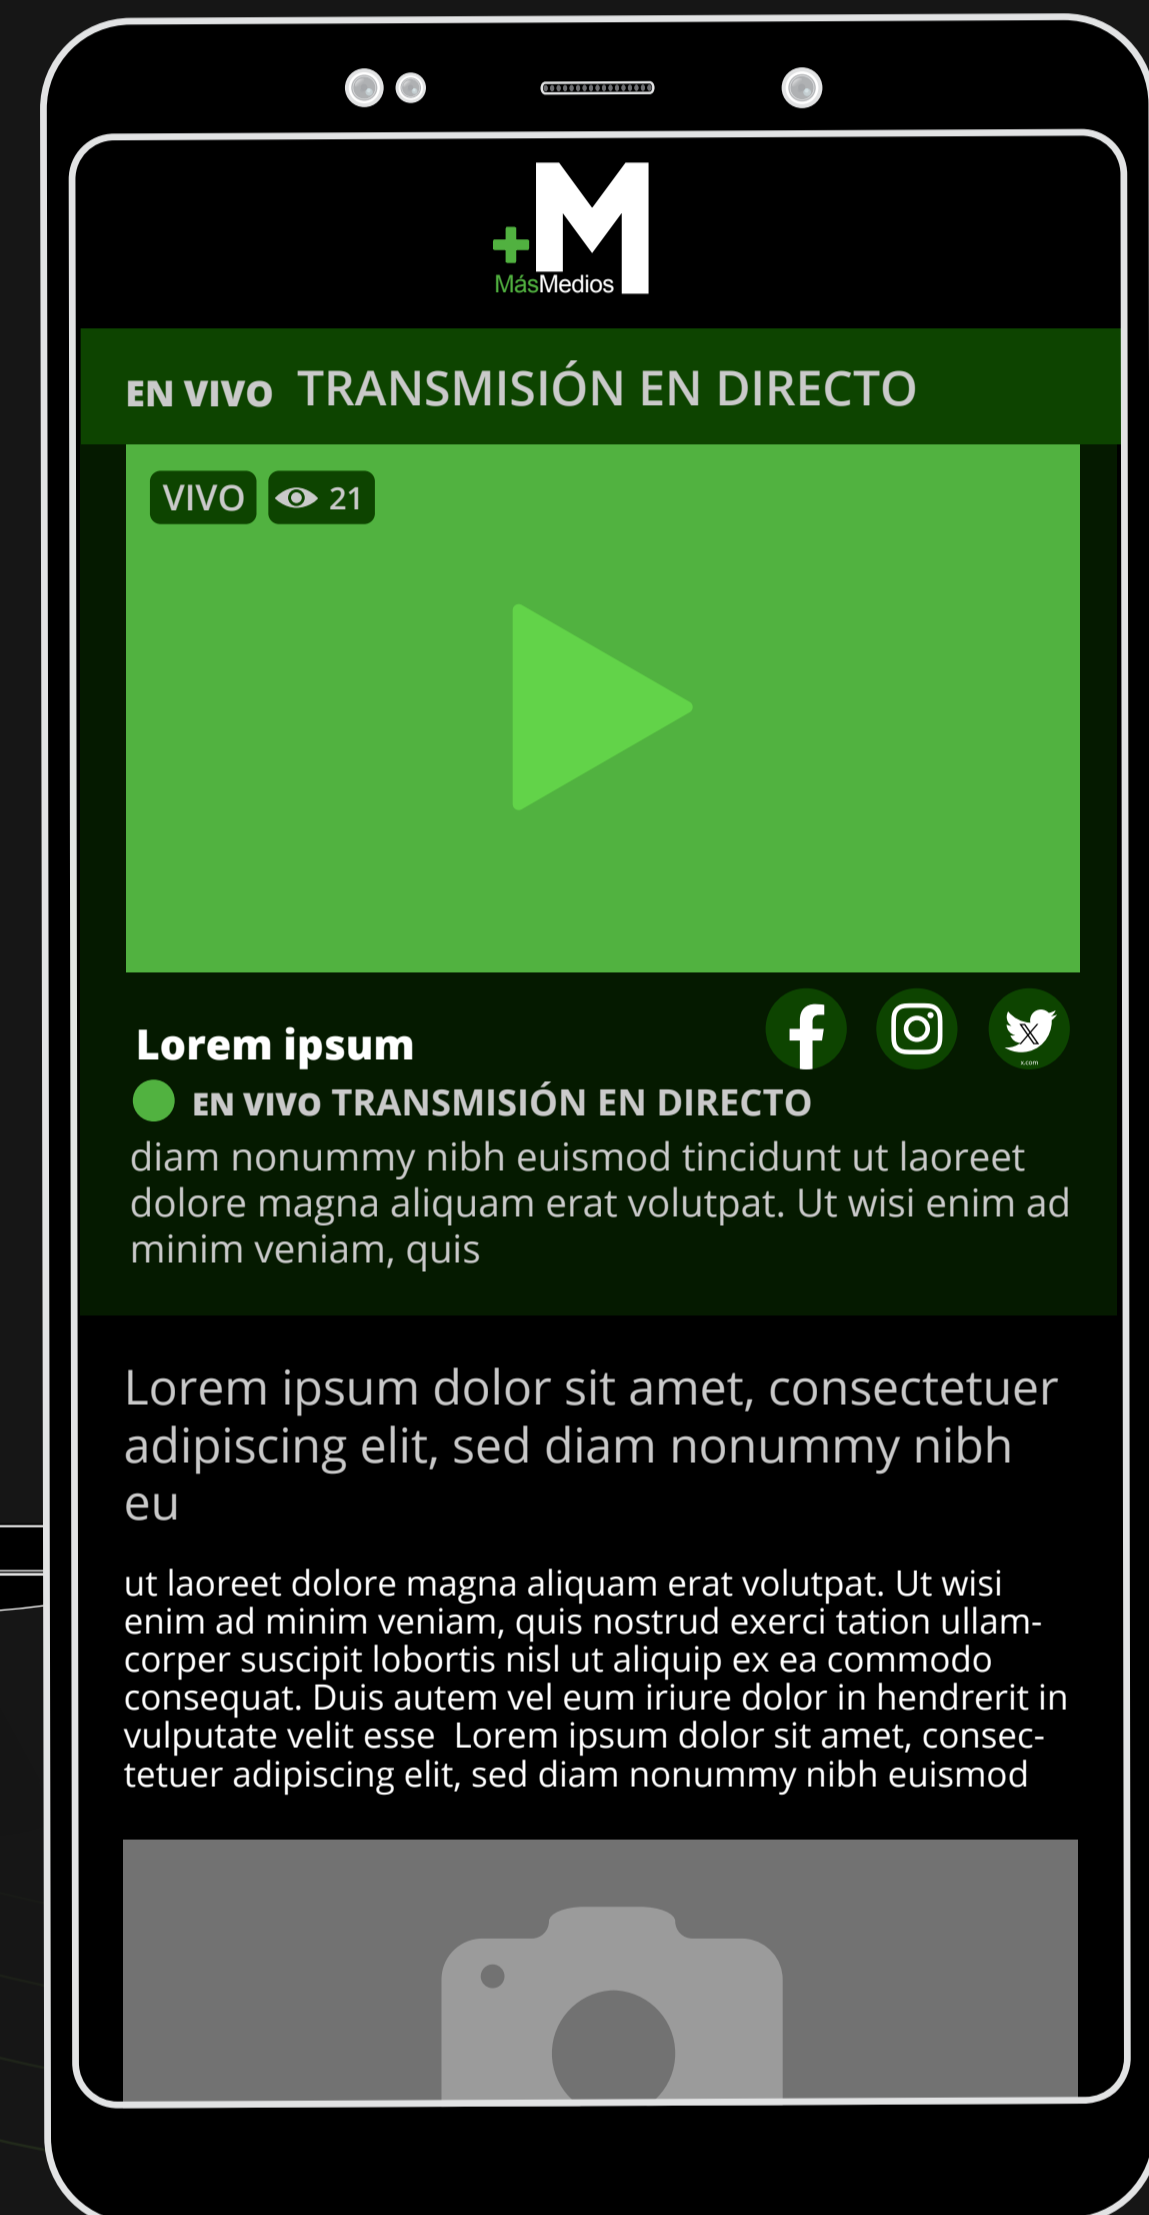 +M
MásMedios
EN VIVO TRANSMISIÓN EN DIRECTO
VIVO 21
Lorem ipsum
x.com
EN VIVO TRANSMISIÓN EN DIRECTO
diam nonummy nibh euismod tincidunt ut laoreet
dolore magna aliquam erat volutpat. Ut wisi enim ad
minim veniam, quis
Lorem ipsum dolor sit amet, consectetuer
adipiscing elit, sed diam nonummy nibh
eu
ut laoreet dolore magna aliquam erat volutpat. Ut wisi
enim ad minim veniam, quis nostrud exerci tation ullam-
corper suscipit lobortis nisl ut aliquip ex ea commodo
consequat. Duis autem vel eum iriure dolor in hendrerit in
vulputate velit esse  Lorem ipsum dolor sit amet, consec-
tetuer adipiscing elit, sed diam nonummy nibh euismod